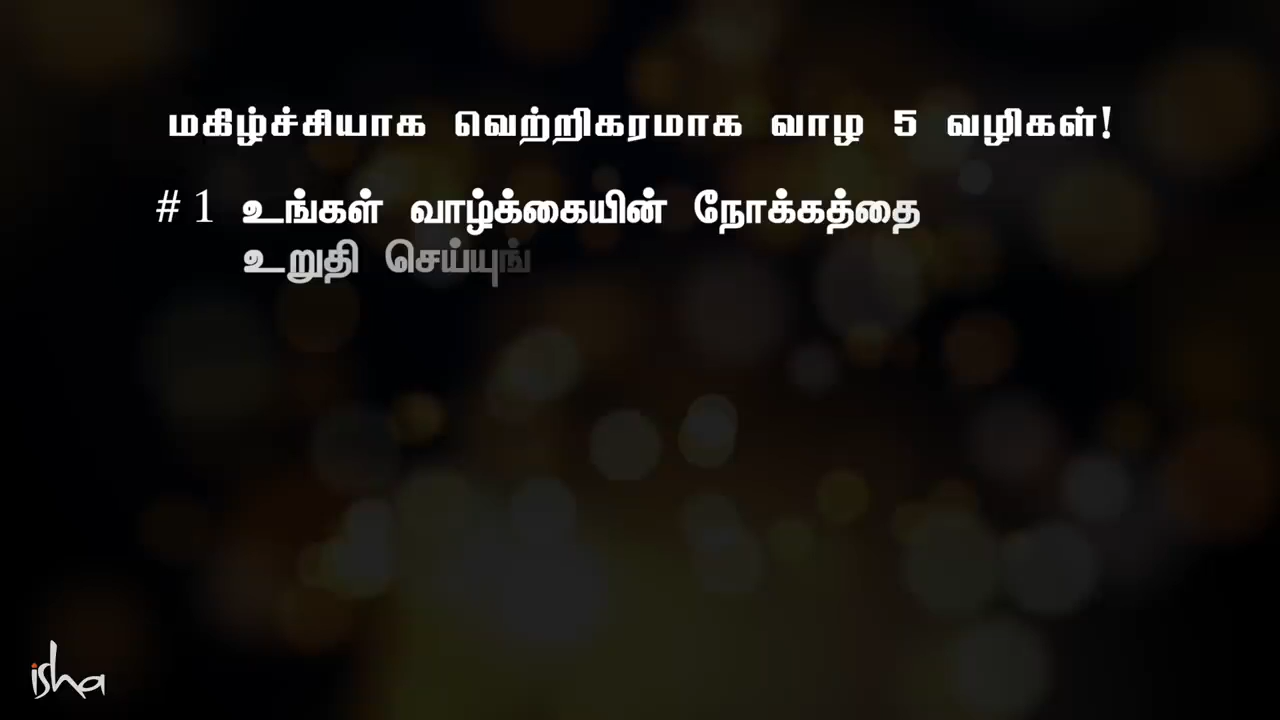 மகிழ்ச்சியாக வெற்றிகரமாக வாழ 5 வழிகள்!
# 1 உங்கள் வாழ்க்கையின் நோக்கத்தை
உறுதி செய்யுங்
isha